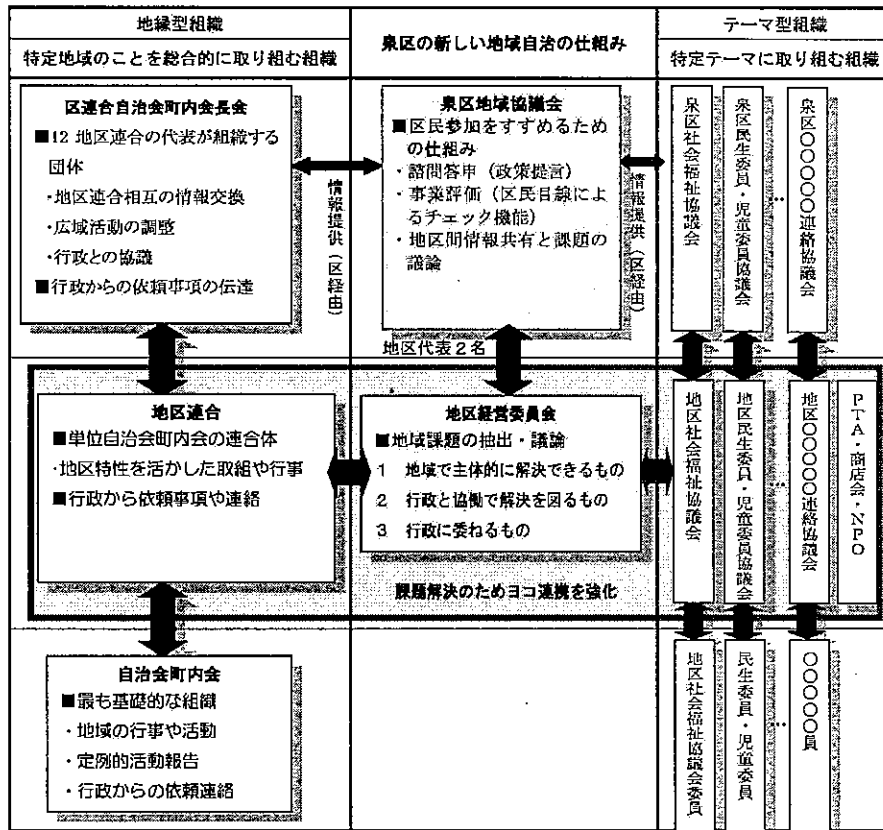 地縁型組織
特定地域のことを総合的に取り組む組織
泉区の新しい地域自治の仕組み
テーマ型組織
特定テーマに取り組む組織
区連合自治会町内会長会
■12 地区連合の代表が組織する
団体
・地区連合相互の情報交換
・広域活動の調整
・行政との協議
■行政からの依頼事項の伝達
情報提供（区経由）
泉区地域協議会
■区民参加をすすめるため
の仕組み
・諮問答申（政策提言）
・事業評価（区民目線によ
るチェック機能）
・地区間情報共有と課題の
議論
情報提供（区経由）
泉区社会福祉協議会
泉区民生委員・児童委員協議会
…
泉区〇〇〇〇〇連絡協議会
地区代表２名
地区連合
■単位自治会町内会の連合体
・地区特性を活かした取組や行事
■行政から依頼事項や連絡
地区経営委員会
■地域課題の抽出・議論
1 地域で主体的に解決できるもの
2 行政と協働で解決を図るもの
3 行政に委ねるもの
課題解決のためヨコ連携を強化
地区社会福祉協議会
地区民生委員・児童委員協議会
…
地区〇〇〇〇〇連絡協議会
PTA・商店会・NPO
自治会町内会
■最も基礎的な組織
・地域の行事や活動
・定例的活動報告
・行政からの依頼連絡
地区社会福祉協議会委員
民生委員・児童委員
…
〇〇〇〇〇員